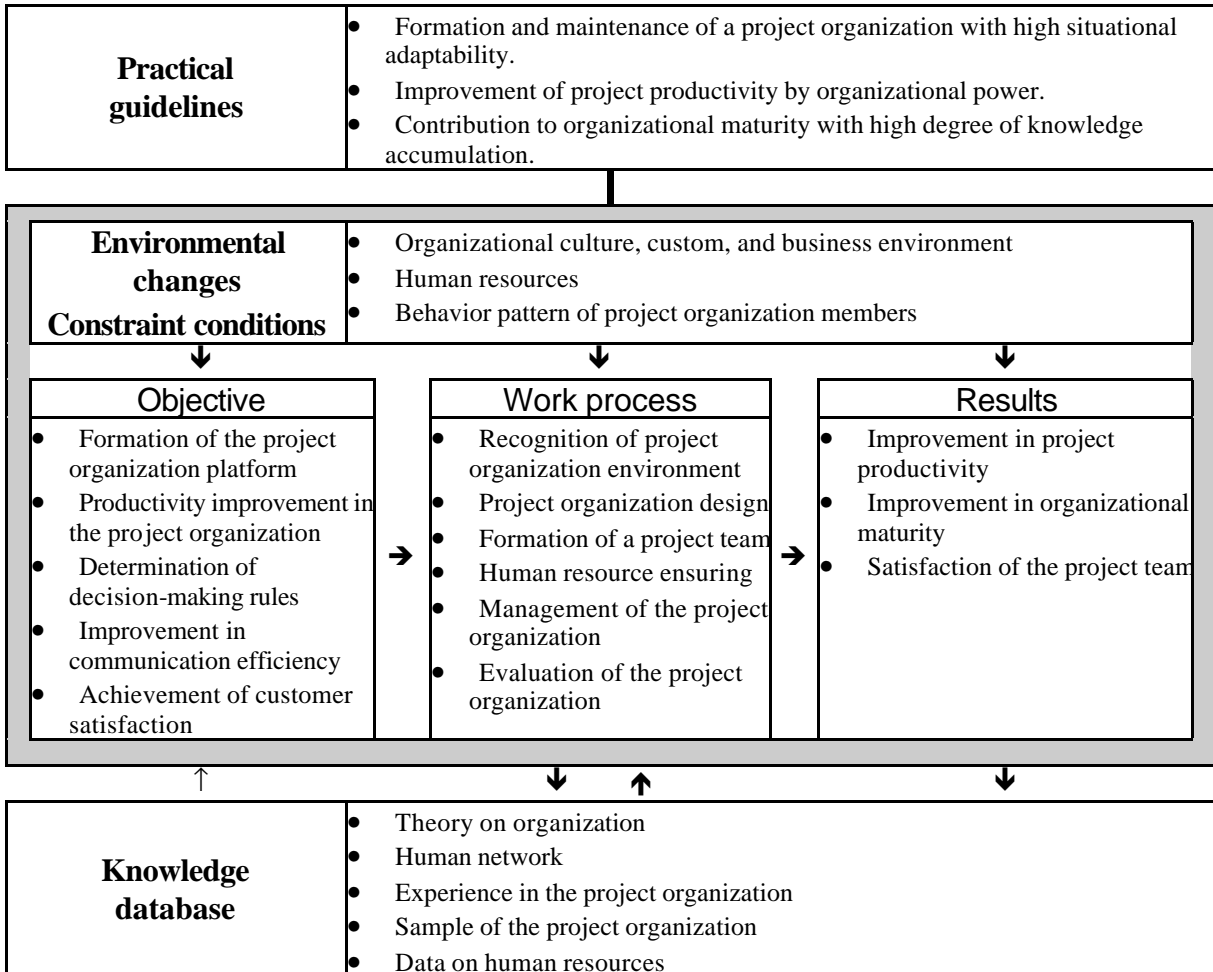 Practical
guidelines
● Formation and maintenance of a project organization with high situational
adaptability.
● Improvement of project productivity by organizational power.
● Contribution to organizational maturity with high degree of knowledge
accumulation.
Environmental
changes
Constraint conditions
● Organizational culture, custom, and business environment
● Human resources
● Behavior pattern of project organization members
Objective
● Formation of the project
organization platform
● Productivity improvement in
the project organization
● Determination of
decision-making rules
● Improvement in
communication efficiency
● Achievement of customer
satisfaction
Work process
● Recognition of project
organization environment
● Project organization design
● Formation of a project team
● Human resource ensuring
● Management of the project
organization
● Evaluation of the project
organization
Results
● Improvement in project
productivity
● Improvement in organizational
maturity
● Satisfaction of the project team
Knowledge
database
● Theory on organization
● Human network
● Experience in the project organization
● Sample of the project organization
● Data on human resources